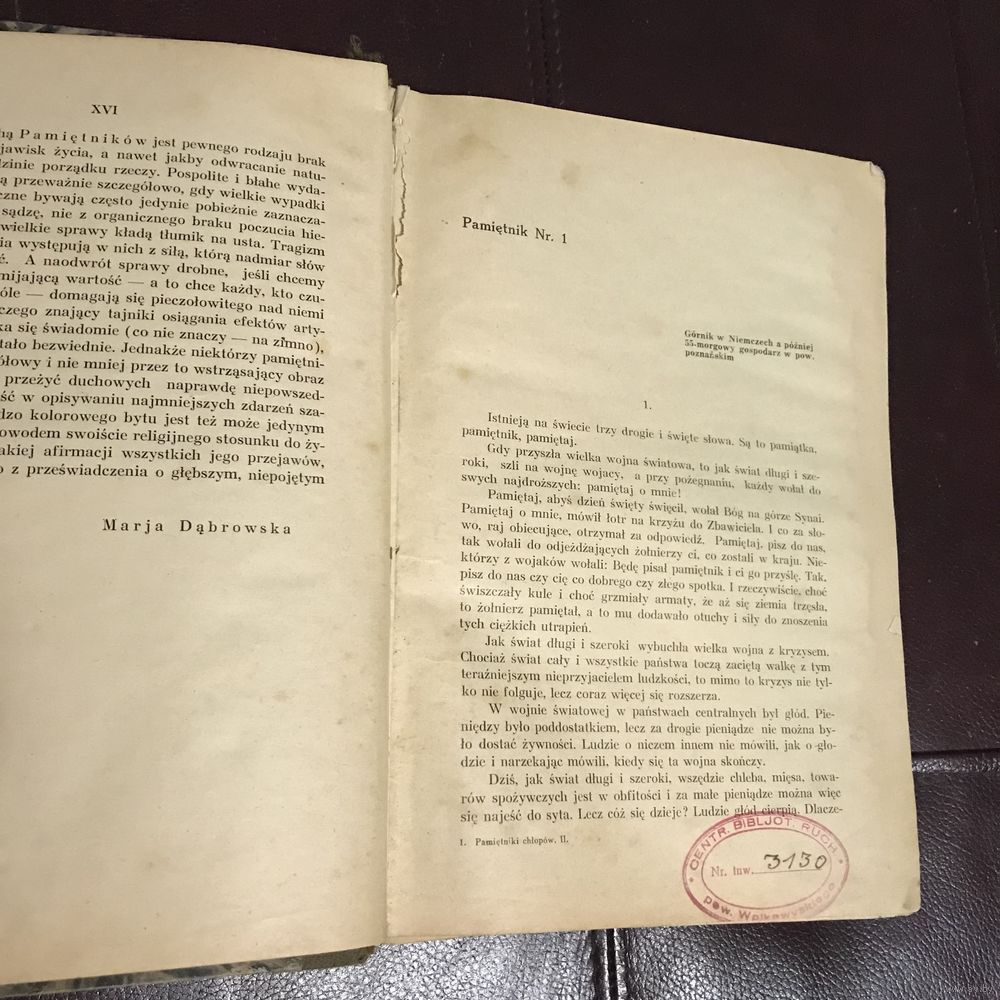 XVI
Pamiętników jest pewnego rodzaju brak
jawisk życia, a nawet jakby odwracanie natu-
dzinie porządku rzeczy. Pospolite i błahe wyda-
ą przeważnie szczegółowo, gdy wielkie wypadki
czne bywają często jedynie pobieżnie zaznacza-
sądzę, nie z organicznego braku poczucia hie-
wielkie sprawy kładą tłumik na usta. Tragizm
ia występują w nich z siłą, którą nadmiar słów
ć. A naodwrót sprawy drobne, jeśli chcemy
mijającą wartość — a to chce każdy, kto czu-
óle — domagają się pieczołowitego nad niemi
czego znający tajniki osiągania efektów arty-
ka się świadomie (co nie znaczy — na zimno),
tało bezwiednie. Jednakże niektórzy pamiętni-
ółowy i nie mniej przez to wstrząsający obraz
przeżyć duchowych naprawdę niepowszed-
ść w opisywaniu najmniejszych zdarzeń sza-
dzo kolorowego bytu jest też może jedynym
owodem swoiście religijnego stosunku do ży-
akiej afirmacji wszystkich jego przejawów,
o z przeświadczenia o głębszym, niepojętym
Marja Dąbrowska
Pamiętnik Nr. 1
Górnik w Niemczech a później
55-morgowy gospodarz w pow.
poznańskim
1.
Istnieją na świecie trzy drogie i święte słowa. Są to pamiątka,
pamiętnik, pamiętaj.
Gdy przyszła wielka wojna światowa, to jak świat długi i sze-
roki, szli na wojnę wojacy, a przy pożegnaniu, każdy wołał do
swych najdroższych: pamiętaj o mnie!
Pamiętaj, abyś dzień święty święcił, wołał Bóg na górze Synai.
Pamiętaj o mnie, mówił łotr na krzyżu do Zbawiciela. I co za sło-
wo, raj obiecujące, otrzymał za odpowiedź. Pamiętaj, pisz do nas,
tak wołali do odjeżdżających żołnierzy ci, co zostali w kraju. Nie-
którzy z wojaków wołali: Będę pisał pamiętnik i ci go przyślę. Tak,
pisz do nas czy cię co dobrego czy złego spotka. I rzeczywiście, choć
świszczały kule i choć grzmiały armaty, że aż się ziemia trzęsła,
to żołnierz pamiętał, a to mu dodawało otuchy i siły do znoszenia
tych ciężkich utrapień.
Jak świat długi i szeroki wybuchła wielka wojna z kryzysem.
Chociaż świat cały i wszystkie państwa toczą zaciętą walkę z tym
teraźniejszym nieprzyjacielem ludzkości, to mimo to kryzys nie tyl-
ko nie folguje, lecz coraz więcej się rozszerza.
W wojnie światowej w państwach centralnych był głód. Pie-
niędzy było poddostatkiem, lecz za drogie pieniądze nie można by-
ło dostać żywności. Ludzie o niczem innem nie mówili, jak o gło-
dzie i narzekając mówili, kiedy się ta wojna skończy.
Dziś, jak świat długi i szeroki, wszędzie chleba, mięsa, towa-
rów spożywczych jest w obfitości i za małe pieniądze można więc
się najeść do syta. Lecz cóż się dzieje? Ludzie głód cierpią. Dlacze-
1. Pamiętniki chłopów. II.
CENTR. BIBLJOT. RUCH.
Nr. inw. 3130
pow. Wołkowyskiego